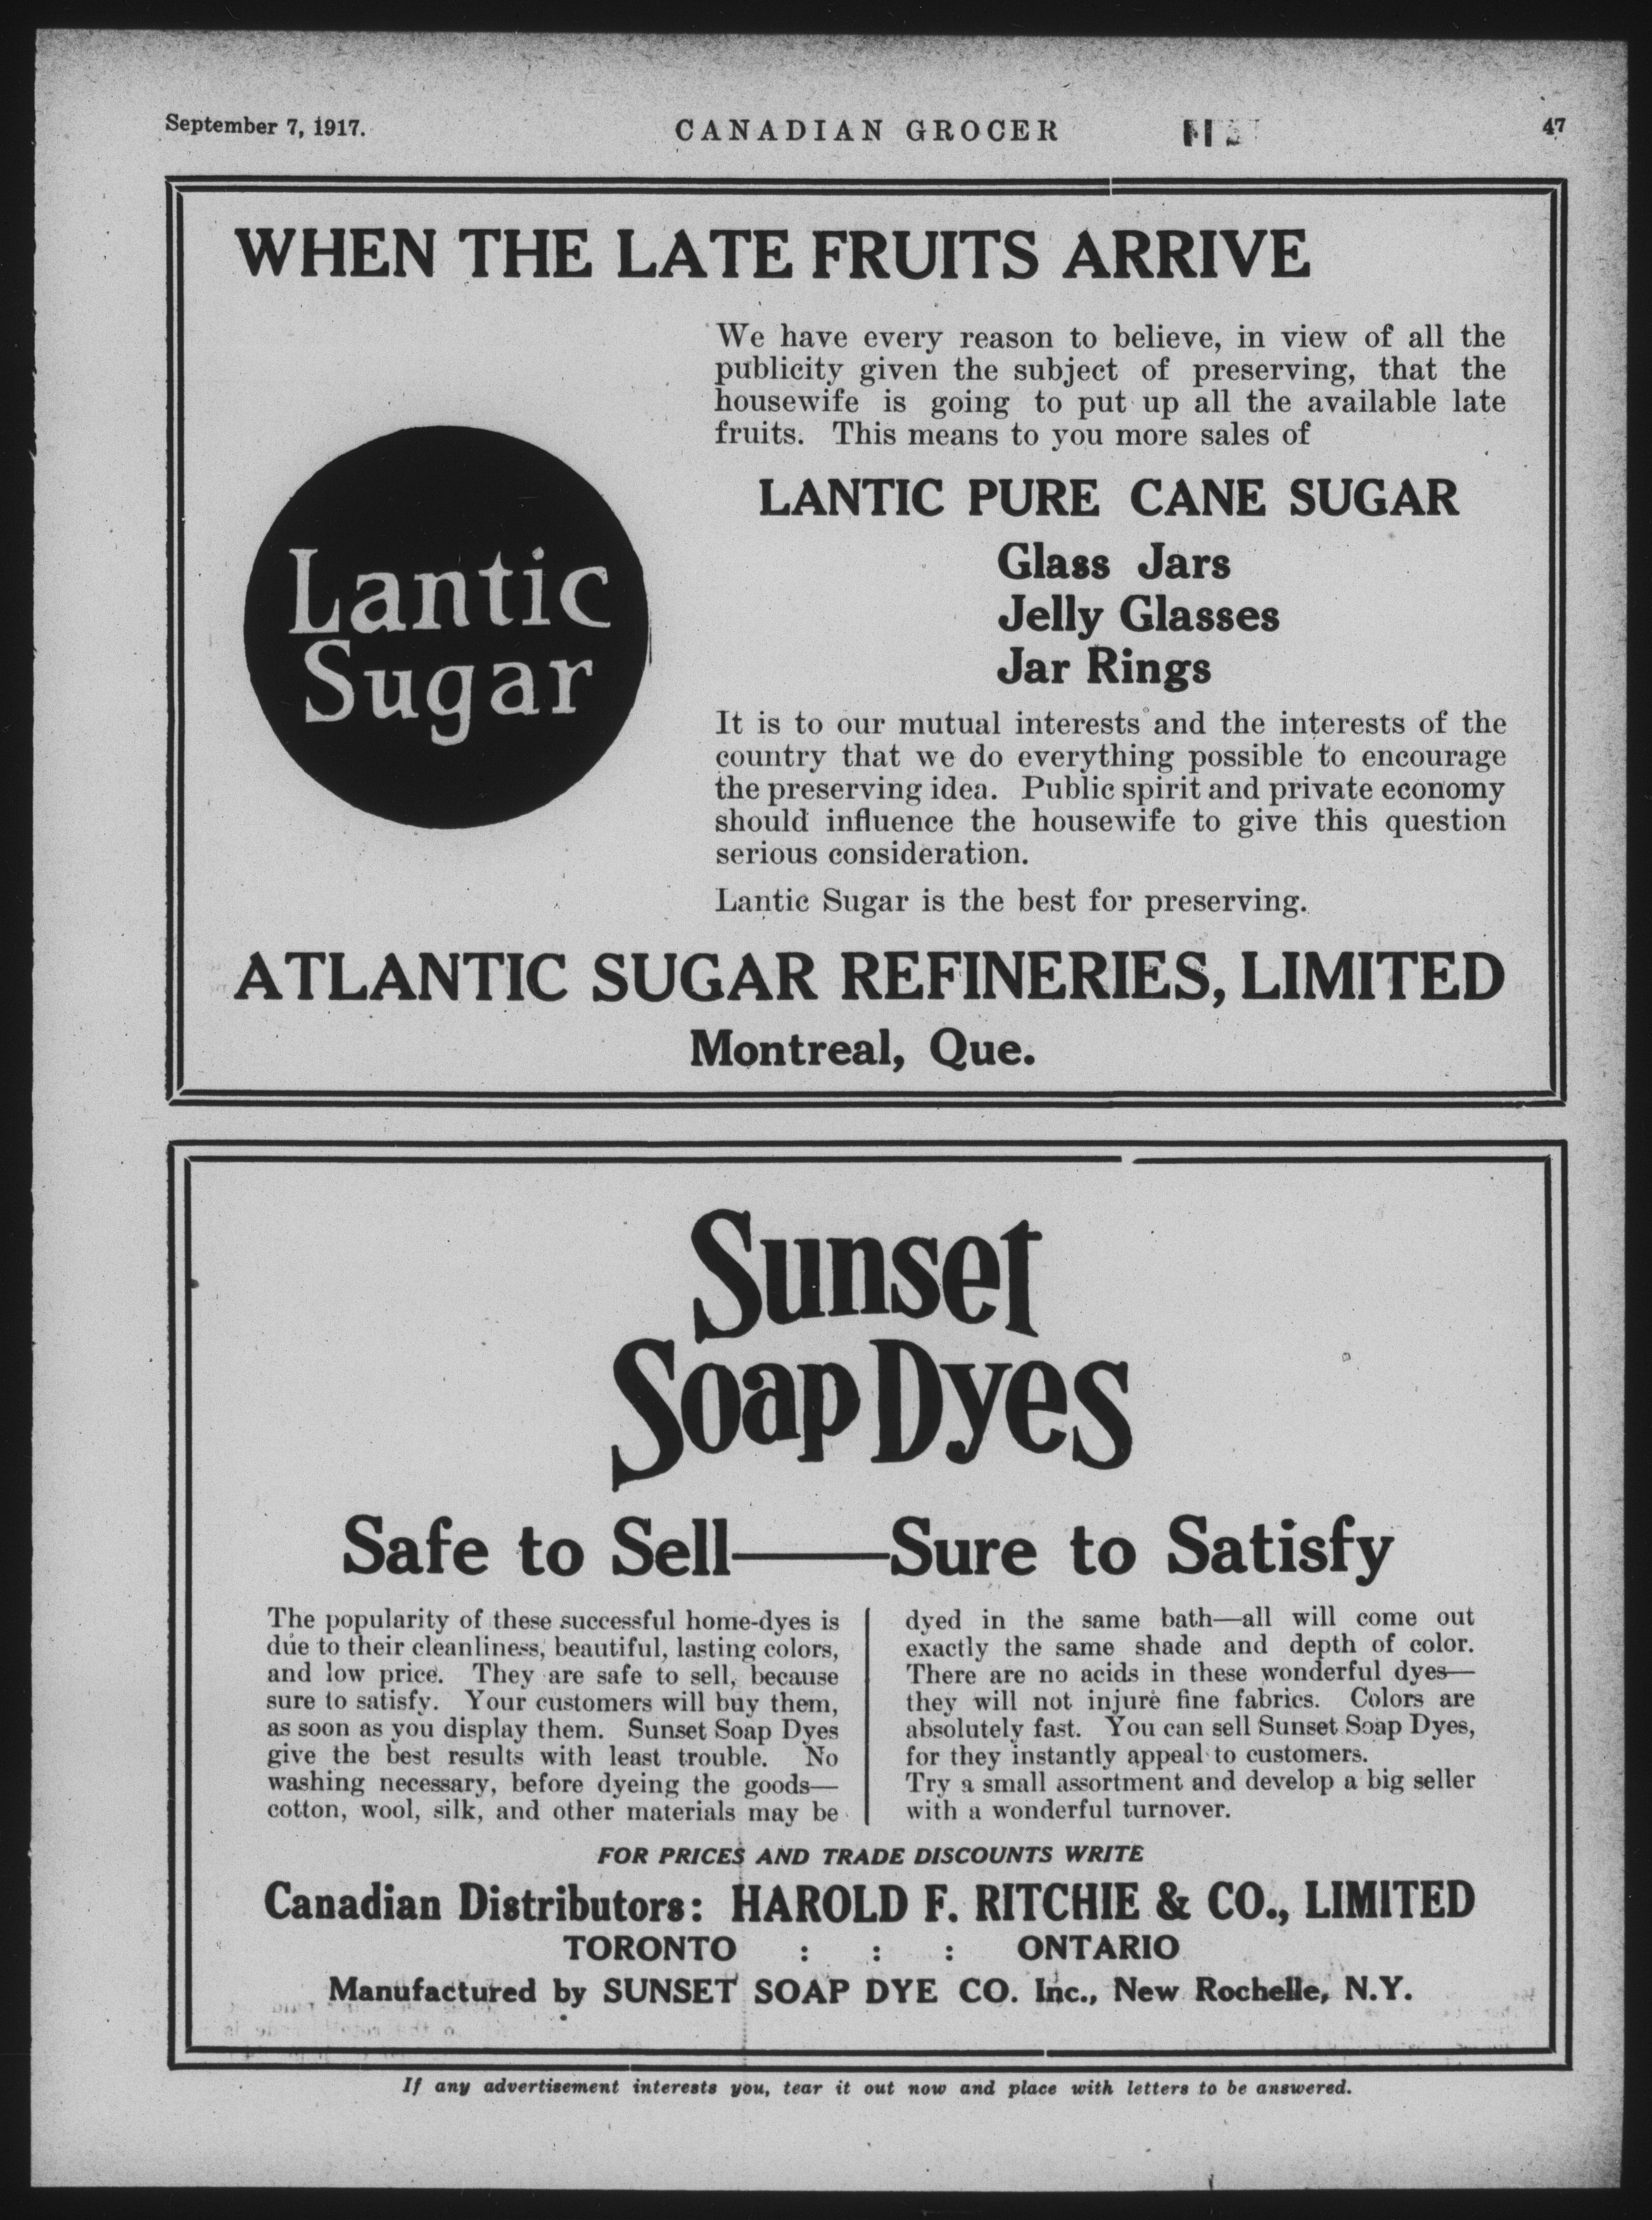 September 7, 1917.
CANADIAN GROCER
47
WHEN THE LATE FRUITS ARRIVE
We have every reason to believe, in view of all the
publicity given the subject of preserving, that the
housewife is going to put up all the available late
fruits. This means to you more sales of
LANTIC PURE CANE SUGAR
Glass Jars
Jelly Glasses
Jar Rings
Lantic
Sugar
It is to our mutual interests and the interests of the
country that we do everything possible to encourage
the preserving idea. Public spirit and private economy
should influence the housewife to give this question
serious consideration.
Lantic Sugar is the best for preserving.
ATLANTIC SUGAR REFINERIES, LIMITED
Montreal, Que.
Sunset
Soap Dyes
Safe to Sell——Sure to Satisfy
The popularity of these successful home-dyes is
due to their cleanliness, beautiful, lasting colors,
and low price. They are safe to sell, because
sure to satisfy. Your customers will buy them,
as soon as you display them. Sunset Soap Dyes
give the best results with least trouble. No
washing necessary, before dyeing the goods—
cotton, wool, silk, and other materials may be
dyed in the same bath—all will come out
exactly the same shade and depth of color.
There are no acids in these wonderful dyes—
they will not injure fine fabrics. Colors are
absolutely fast. You can sell Sunset Soap Dyes,
for they instantly appeal to customers.
Try a small assortment and develop a big seller
with a wonderful turnover.
FOR PRICES AND TRADE DISCOUNTS WRITE
Canadian Distributors: HAROLD F. RITCHIE & CO., LIMITED
TORONTO : : : ONTARIO
Manufactured by SUNSET SOAP DYE CO. Inc., New Rochelle, N.Y.
If any advertisement interests you, tear it out now and place with letters to be answered.